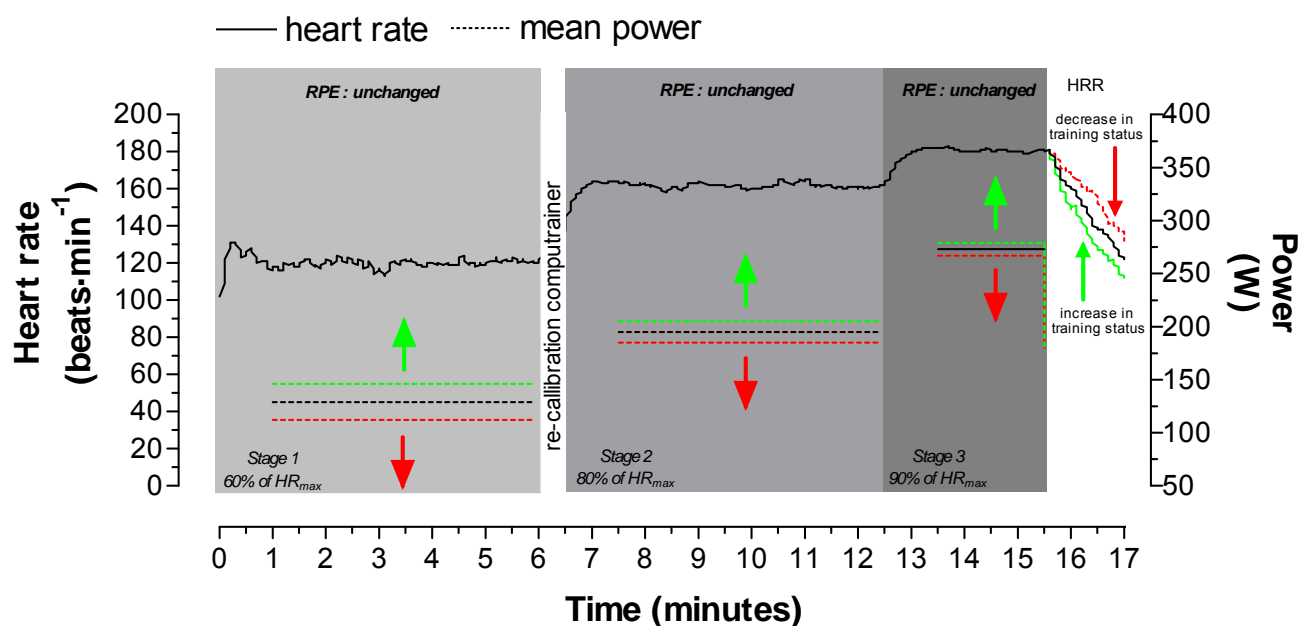 heart rate mean power
RPE : unchanged
RPE : unchanged
RPE : unchanged
HRR
decrease in
training status
increase in
training status
Heart rate
(beats·min-1)
200
180
160
140
120
100
80
60
40
20
0
re-callibration computrainer
Stage 1
60% of HRmax
Stage 2
80% of HRmax
Stage 3
90% of HRmax
400
350
300
250
200
150
100
50
Power
(W)
0 1 2 3 4 5 6 7 8 9 10 11 12 13 14 15 16 17
Time (minutes)